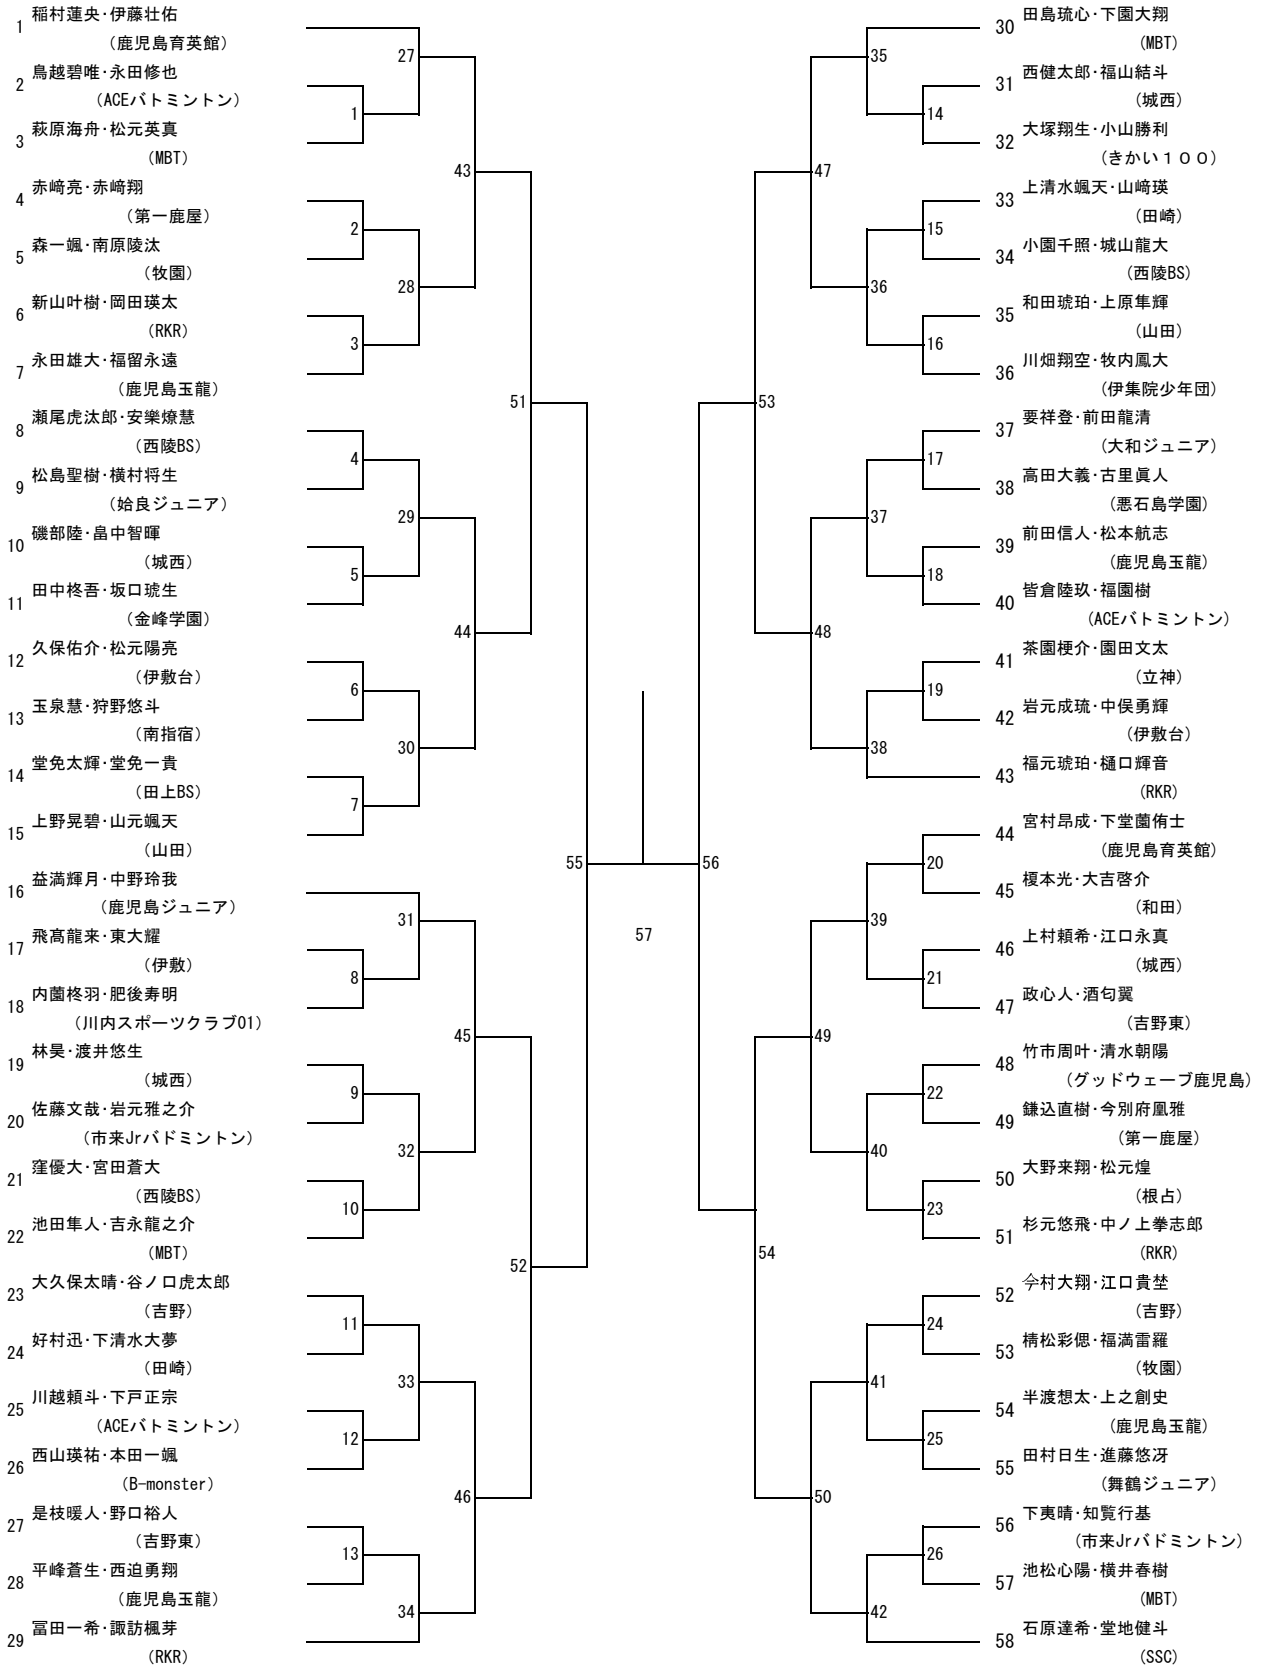 1 稲村蓮央･伊藤壮佑
(鹿児島育英館)
2 鳥越碧唯･永田修也
(ACEバトミントン)
3 萩原海舟･松元英真
(MBT)
4 赤﨑亮･赤﨑翔
(第一鹿屋)
5 森一颯･南原陵汰
(牧園)
6 新山叶樹･岡田瑛太
(RKR)
7 永田雄大･福留永遠
(鹿児島玉龍)
8 瀬尾虎汰郎･安樂燎慧
(西陵BS)
9 松島聖樹･横村将生
(姶良ジュニア)
10 磯部陸･畠中智暉
(城西)
11 田中柊吾･坂口琥生
(金峰学園)
12 久保佑介･松元陽亮
(伊敷台)
13 玉泉慧･狩野悠斗
(南指宿)
14 堂免太輝･堂免一貴
(田上BS)
15 上野晃碧･山元颯天
(山田)
16 益満輝月･中野玲我
(鹿児島ジュニア)
17 飛髙龍来･東大耀
(伊敷)
18 内薗柊羽･肥後寿明
(川内スポーツクラブ01)
19 林昊･渡井悠生
(城西)
20 佐藤文哉･岩元雅之介
(市来Jrバドミントン)
21 窪優大･宮田蒼大
(西陵BS)
22 池田隼人･吉永龍之介
(MBT)
23 大久保太晴･谷ノ口虎太郎
(吉野)
24 好村迅･下清水大夢
(田崎)
25 川越頼斗･下戸正宗
(ACEバトミントン)
26 西山瑛祐･本田一颯
(B-monster)
27 是枝暖人･野口裕人
(吉野東)
28 平峰蒼生･西迫勇翔
(鹿児島玉龍)
29 冨田一希･諏訪楓芽
(RKR)
27
1
43
2
28
3
51
4
29
5
44
6
30
7
55
31
8
45
9
32
10
52
11
33
12
46
13
34
57
35
14
47
15
36
16
53
17
37
18
48
19
38
56
20
39
21
49
22
40
23
54
24
41
25
50
26
42
30 田島琉心･下園大翔
(MBT)
31 西健太郎･福山結斗
(城西)
32 大塚翔生･小山勝利
(きかい１００)
33 上清水颯天･山﨑瑛
(田崎)
34 小園千照･城山龍大
(西陵BS)
35 和田琥珀･上原隼輝
(山田)
36 川畑翔空･牧内鳳大
(伊集院少年団)
37 要祥登･前田龍清
(大和ジュニア)
38 高田大義･古里眞人
(悪石島学園)
39 前田信人･松本航志
(鹿児島玉龍)
40 皆倉陸玖･福園樹
(ACEバトミントン)
41 茶園梗介･園田文太
(立神)
42 岩元成琉･中俣勇輝
(伊敷台)
43 福元琥珀･樋口輝音
(RKR)
44 宮村昂成･下堂薗侑士
(鹿児島育英館)
45 榎本光･大吉啓介
(和田)
46 上村頼希･江口永真
(城西)
47 政心人･酒匂翼
(吉野東)
48 竹市周叶･清水朝陽
(グッドウェーブ鹿児島)
49 鎌込直樹･今別府凰雅
(第一鹿屋)
50 大野来翔･松元煌
(根占)
51 杉元悠飛･中ノ上拳志郎
(RKR)
52 今村大翔･江口貴埜
(吉野)
53 棈松彩偲･福満雷羅
(牧園)
54 半渡想太･上之創史
(鹿児島玉龍)
55 田村日生･進藤悠冴
(舞鶴ジュニア)
56 下夷晴･知覧行基
(市来Jrバドミントン)
57 池松心陽･横井春樹
(MBT)
58 石原達希･堂地健斗
(SSC)